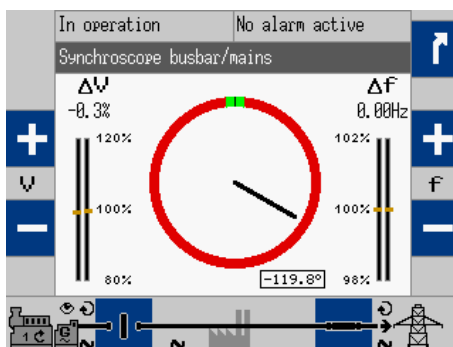 In operation
No alarm active
Synchroscope busbar/mains
ΔV
Δf
-0.3%
0.00Hz
120%
102%
V
f
100%
100%
-119.8°
80%
98%
1
G